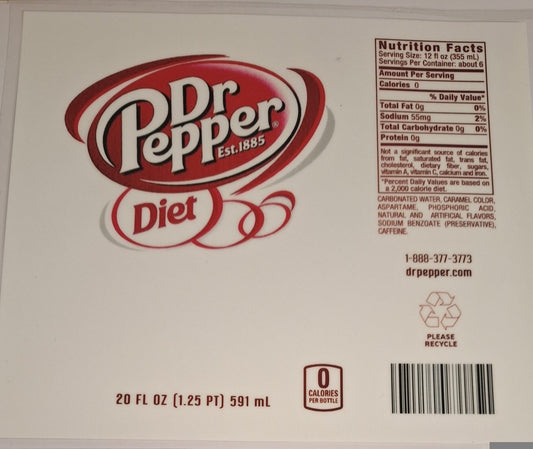 Dr
Pepper
Est.1885
Diet
20 FL OZ (1.25 PT) 591 mL
0
CALORIES
PER BOTTLE
Nutrition Facts
Serving Size: 12 fl oz (355 mL)
Servings Per Container: about 6
Amount Per Serving
Calories 0
% Daily Value*
Total Fat 0g 0%
Sodium 55mg 2%
Total Carbohydrate 0g 0%
Protein 0g
Not a significant source of calories
from fat, saturated fat, trans fat,
cholesterol, dietary fiber, sugars,
vitamin A, vitamin C, calcium and iron.
*Percent Daily Values are based on
a 2,000 calorie diet.
CARBONATED WATER, CARAMEL COLOR,
ASPARTAME, PHOSPHORIC ACID,
NATURAL AND ARTIFICIAL FLAVORS,
SODIUM BENZOATE (PRESERVATIVE),
CAFFEINE.
1-888-377-3773
drpepper.com
PLEASE
RECYCLE